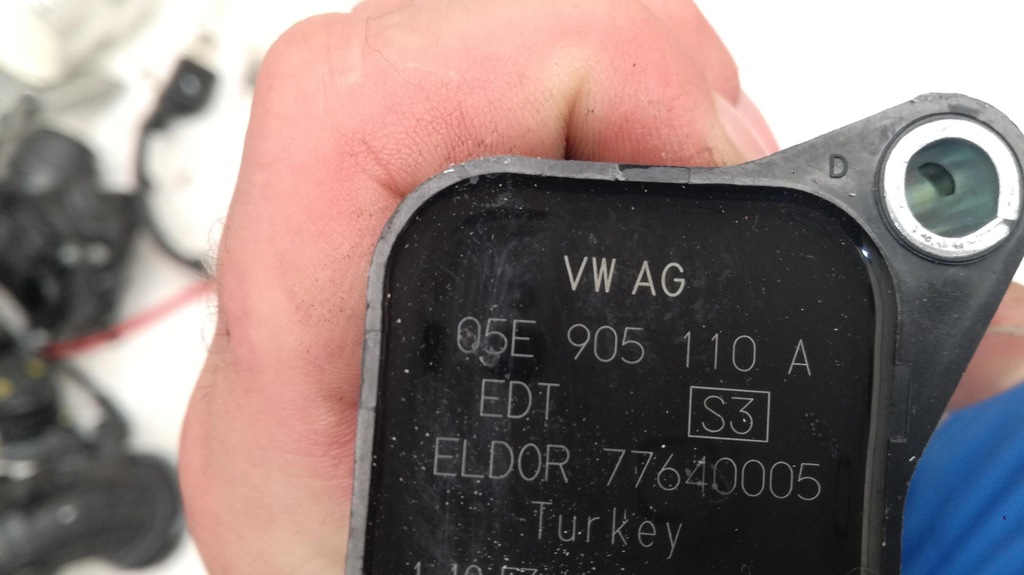 D
VW AG
05E 905 110 A
EDT S3
ELDOR 77640005
Turkey